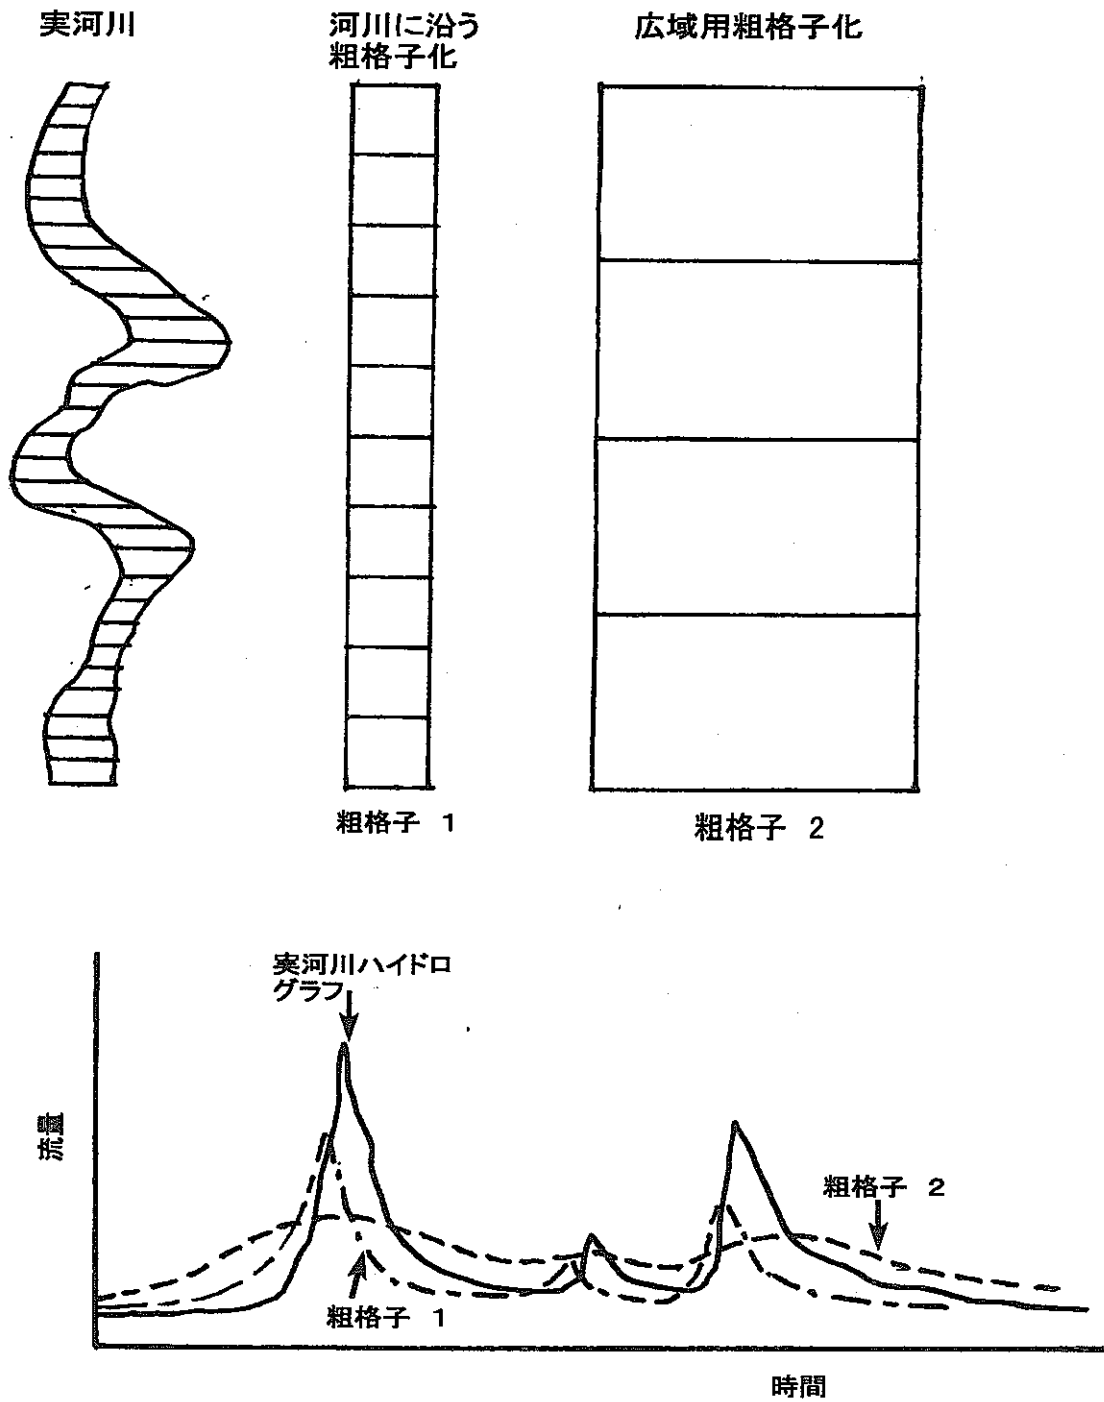 実河川
河川に沿う
粗格子化
広域用粗格子化
粗格子 1
粗格子 2
実河川ハイドロ
グラフ
流量
粗格子 2
粗格子 1
時間